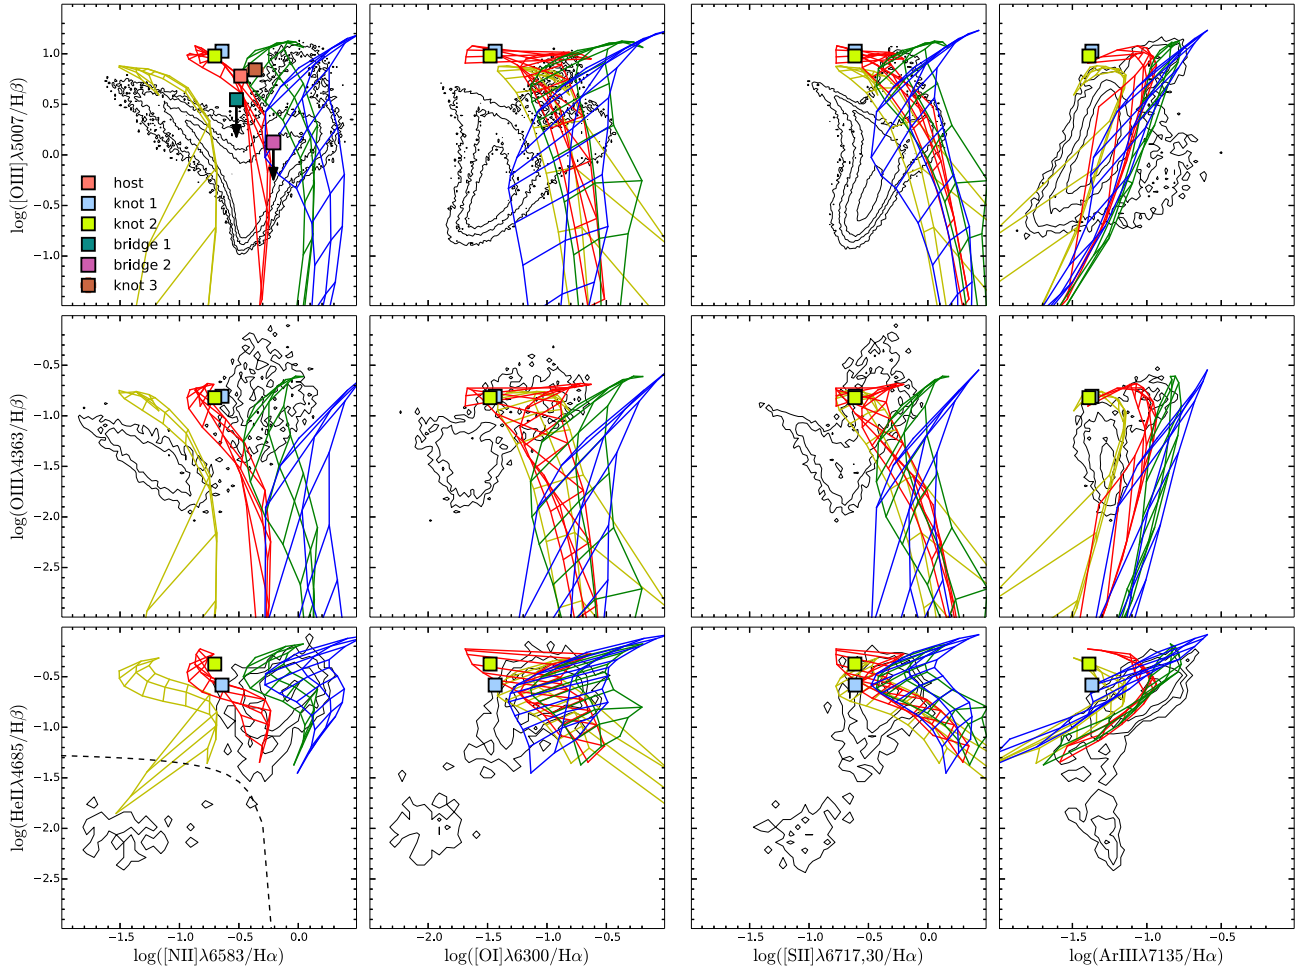 log([OIII]λ5007/Hβ)
1.0
0.5
0.0
−0.5
−1.0
host
knot 1
knot 2
bridge 1
bridge 2
knot 3
log(OIIIλ4363/Hβ)
−0.5
−1.0
−1.5
−2.0
−2.5
log(HeIIλ4685/Hβ)
−0.5
−1.0
−1.5
−2.0
−2.5
−1.5 −1.0 −0.5 0.0
−2.0 −1.5 −1.0 −0.5
−1.5 −1.0 −0.5 0.0
−1.5 −1.0 −0.5 0.0
log([NII]λ6583/Hα)
log([OI]λ6300/Hα)
log([SII]λ6717,30/Hα)
log(ArIIIλ7135/Hα)